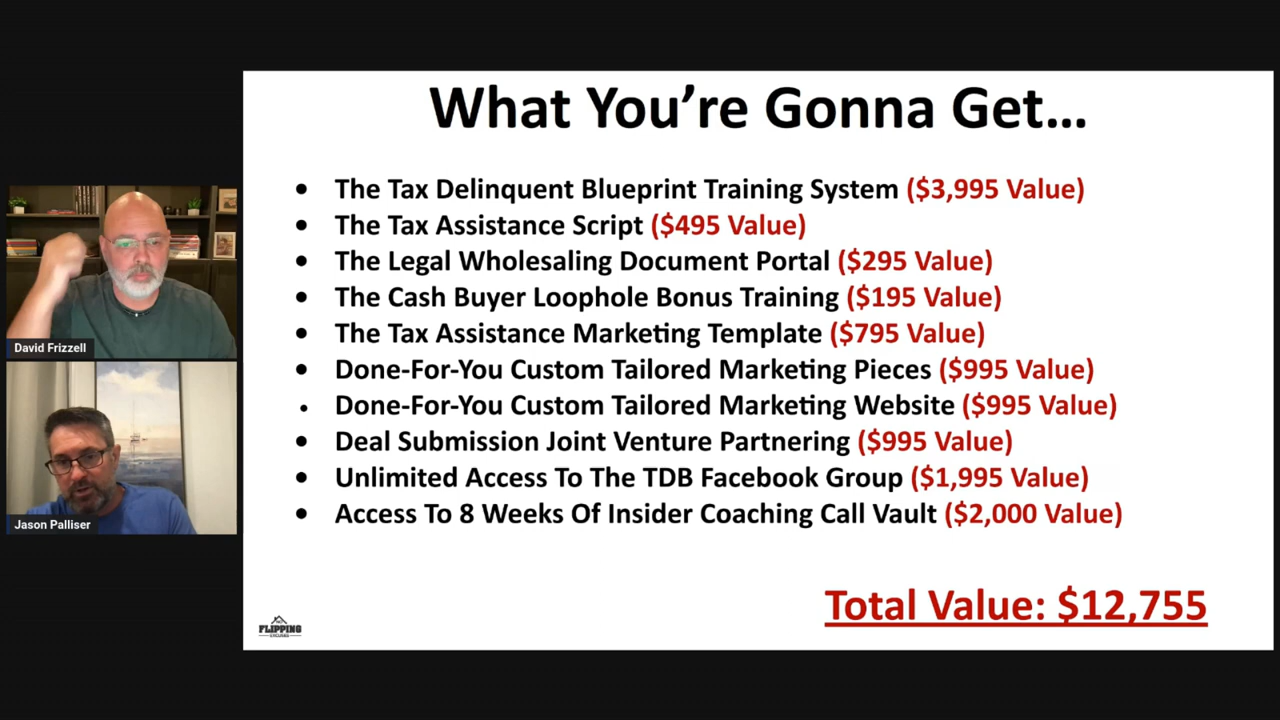 What You're Gonna Get...
• The Tax Delinquent Blueprint Training System ($3,995 Value)
• The Tax Assistance Script ($495 Value)
• The Legal Wholesaling Document Portal ($295 Value)
• The Cash Buyer Loophole Bonus Training ($195 Value)
• The Tax Assistance Marketing Template ($795 Value)
• Done-For-You Custom Tailored Marketing Pieces ($995 Value)
• Done-For-You Custom Tailored Marketing Website ($995 Value)
• Deal Submission Joint Venture Partnering ($995 Value)
• Unlimited Access To The TDB Facebook Group ($1,995 Value)
• Access To 8 Weeks Of Insider Coaching Call Vault ($2,000 Value)
Total Value: $12,755
David Frizzell
Jason Palliser
FLIPPING